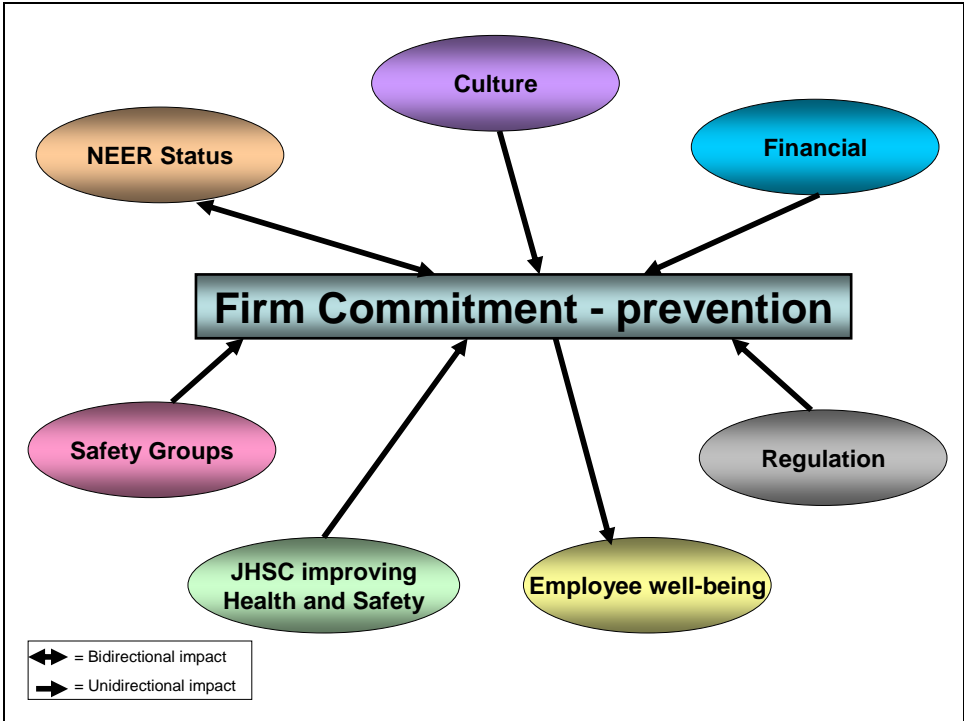 Culture
NEER Status
Financial
Firm Commitment - prevention
Safety Groups
Regulation
JHSC improving
Health and Safety
Employee well-being
= Bidirectional impact
= Unidirectional impact